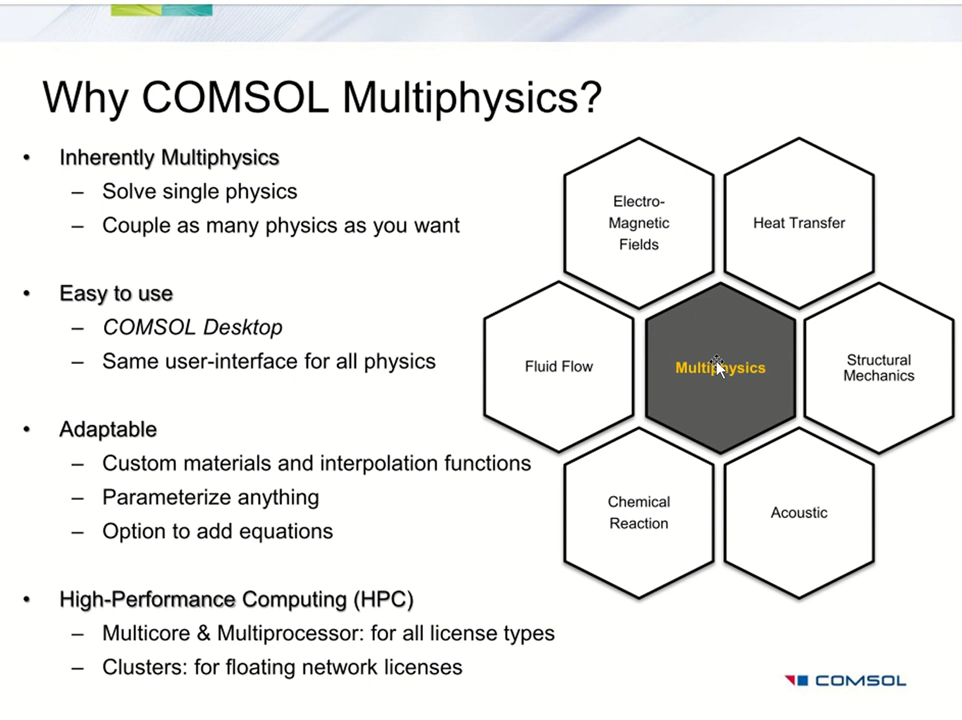 Why COMSOL Multiphysics?
• Inherently Multiphysics
– Solve single physics
– Couple as many physics as you want
• Easy to use
– COMSOL Desktop
– Same user-interface for all physics
• Adaptable
– Custom materials and interpolation functions
– Parameterize anything
– Option to add equations
• High-Performance Computing (HPC)
– Multicore & Multiprocessor: for all license types
– Clusters: for floating network licenses
Electro-
Magnetic
Fields
Heat Transfer
Fluid Flow
Multiphysics
Structural
Mechanics
Chemical
Reaction
Acoustic
COMSOL